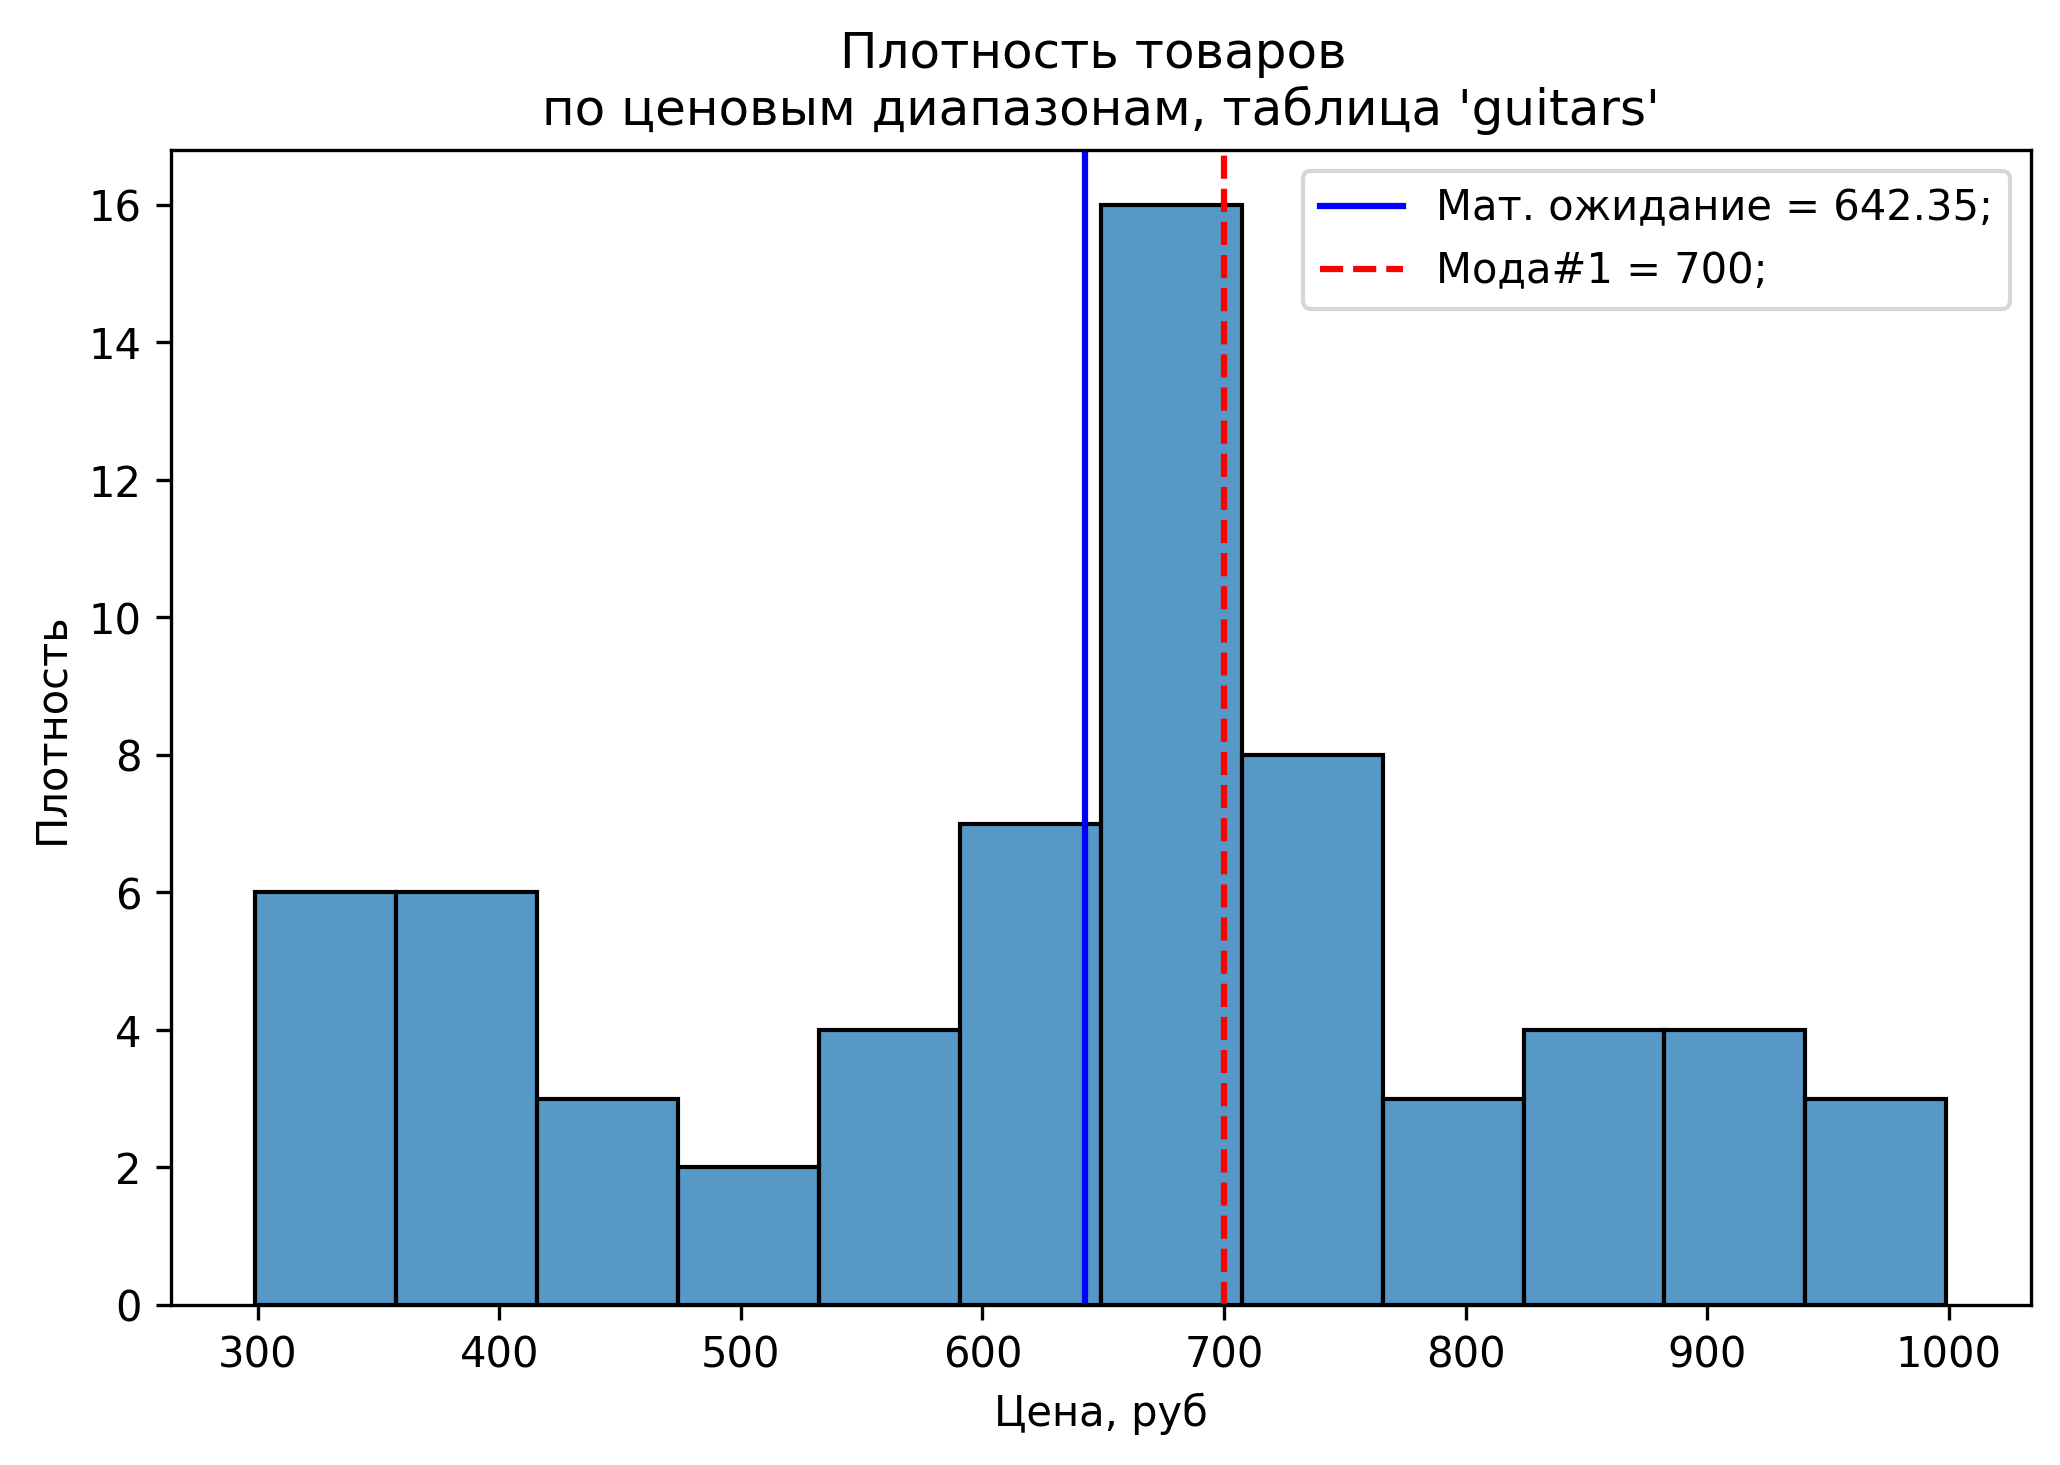 Плотность товаров
по ценовым диапазонам, таблица 'guitars'
Мат. ожидание = 642.35;
Мода#1 = 700;
Плотность
16
14
12
10
8
6
4
2
0
300 400 500 600 700 800 900 1000
Цена, руб